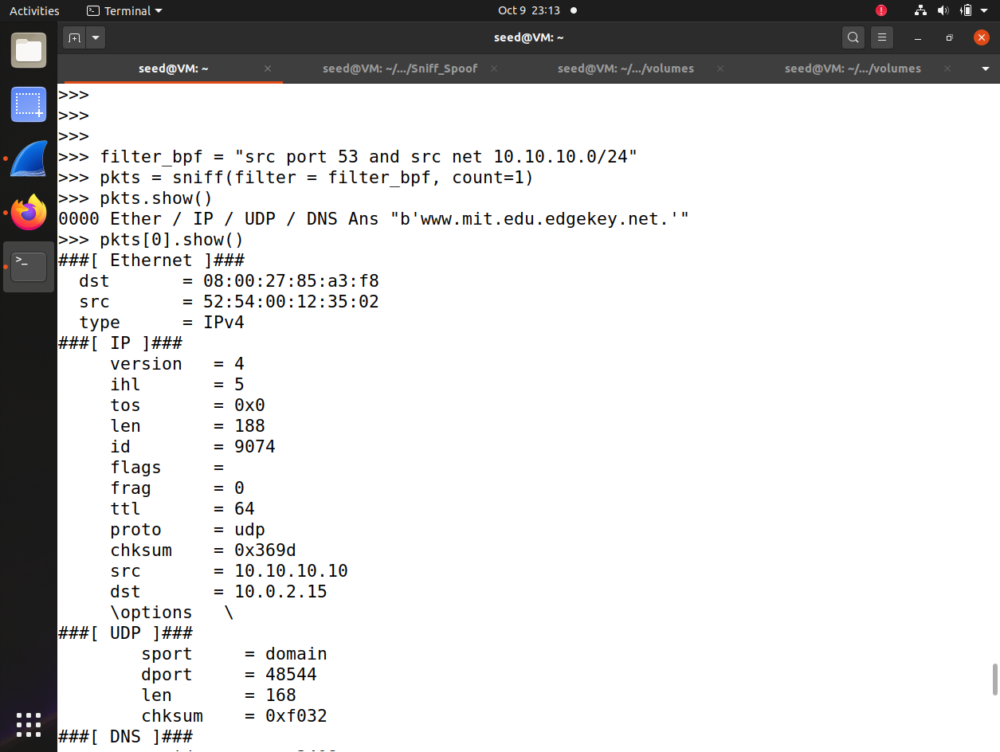 Activities Terminal Oct 9 23:13
seed@VM: ~
seed@VM: ~ seed@VM: ~/.../Sniff_Spoof seed@VM: ~/.../volumes seed@VM: ~/.../volumes
>>>
>>>
>>>
>>> filter_bpf = "src port 53 and src net 10.10.10.0/24"
>>> pkts = sniff(filter = filter_bpf, count=1)
>>> pkts.show()
0000 Ether / IP / UDP / DNS Ans "b'www.mit.edu.edgekey.net.'"
>>> pkts[0].show()
###[ Ethernet ]###
  dst       = 08:00:27:85:a3:f8
  src       = 52:54:00:12:35:02
  type      = IPv4
###[ IP ]###
     version   = 4
     ihl       = 5
     tos       = 0x0
     len       = 188
     id        = 9074
     flags     =
     frag      = 0
     ttl       = 64
     proto     = udp
     chksum    = 0x369d
     src       = 10.10.10.10
     dst       = 10.0.2.15
     \options   \
###[ UDP ]###
        sport     = domain
        dport     = 48544
        len       = 168
        chksum    = 0xf032
###[ DNS ]###